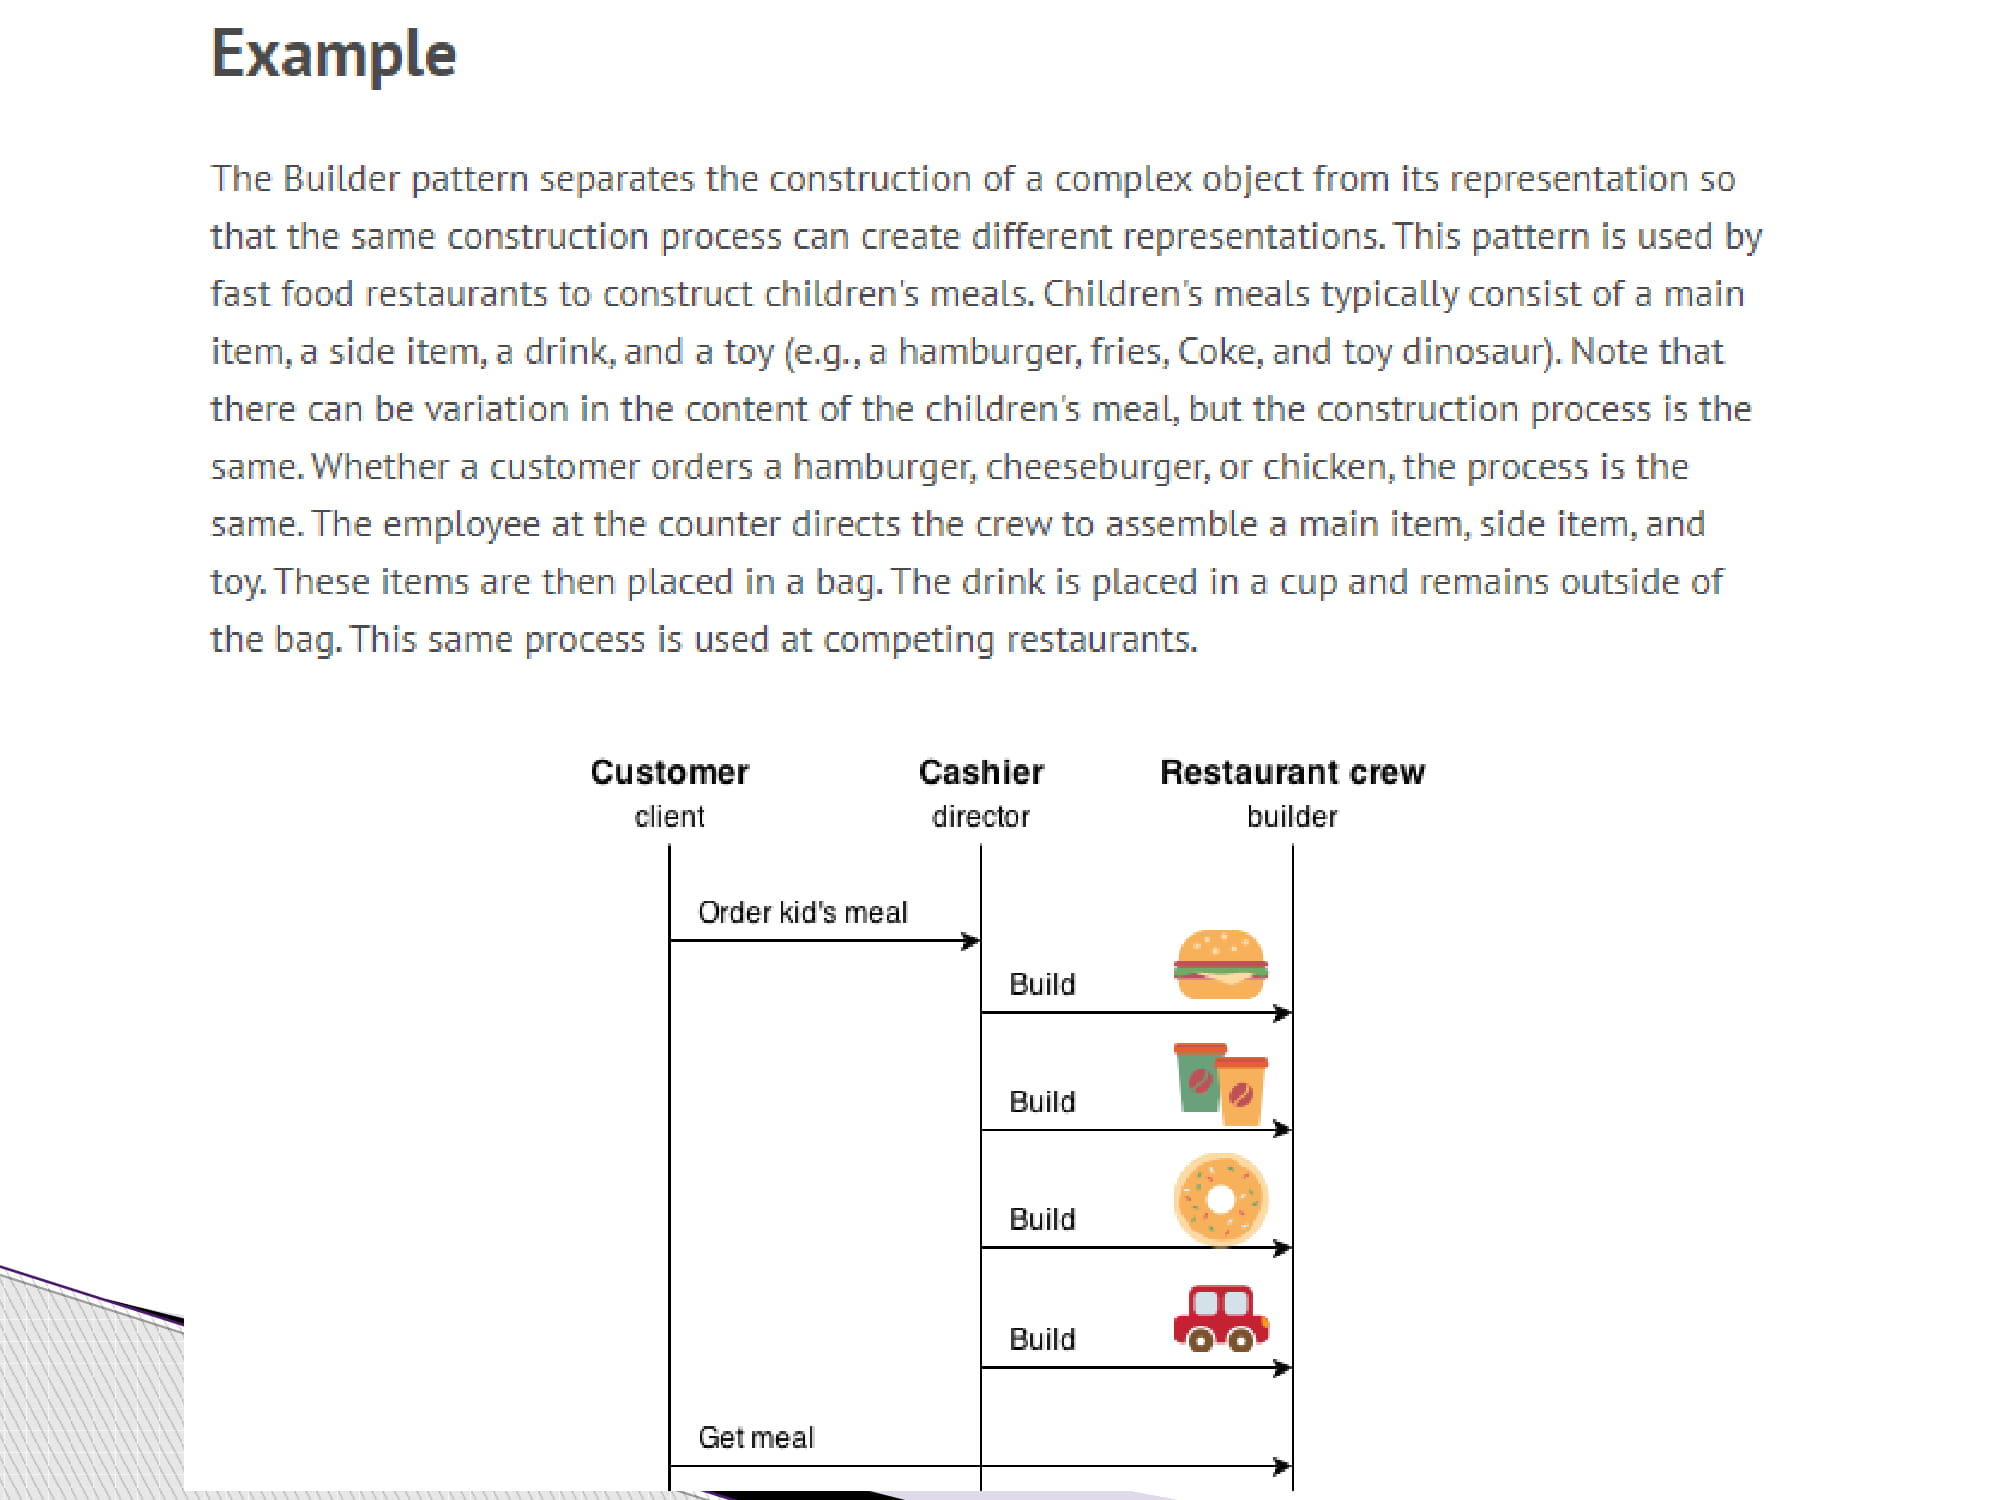 Example
The Builder pattern separates the construction of a complex object from its representation so
that the same construction process can create different representations. This pattern is used by
fast food restaurants to construct children's meals. Children's meals typically consist of a main
item, a side item, a drink, and a toy (e.g., a hamburger, fries, Coke, and toy dinosaur). Note that
there can be variation in the content of the children's meal, but the construction process is the
same. Whether a customer orders a hamburger, cheeseburger, or chicken, the process is the
same. The employee at the counter directs the crew to assemble a main item, side item, and
toy. These items are then placed in a bag. The drink is placed in a cup and remains outside of
the bag. This same process is used at competing restaurants.
Customer Cashier Restaurant crew
client director builder
Order kid's meal
Build
Build
Build
Build
Get meal